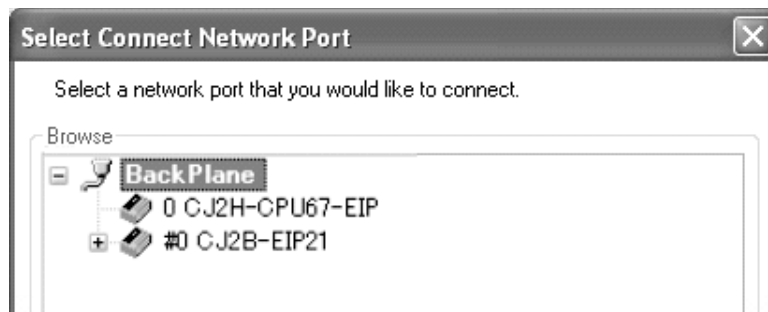 Select Connect Network Port
Select a network port that you would like to connect.
Browse
BackPlane
0 CJ2H-CPU67-EIP
#0 CJ2B-EIP21